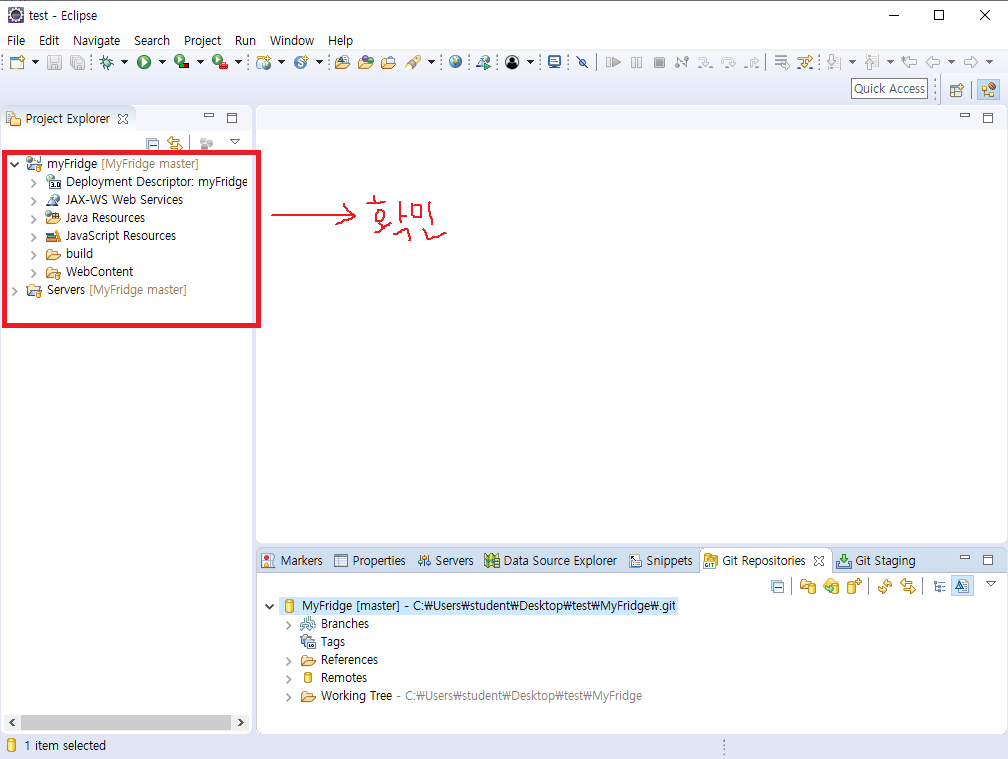 test - Eclipse
File Edit Navigate Search Project Run Window Help
Quick Access
Project Explorer
myFridge [MyFridge master]
3.0 Deployment Descriptor: myFridge
JAX-WS Web Services
Java Resources
JavaScript Resources
build
WebContent
Servers [MyFridge master]
확인
Markers Properties Servers Data Source Explorer Snippets GIT Git Repositories Git Staging
MyFridge [master] - C:₩Users₩student₩Desktop₩test₩MyFridge₩.git
Branches
Tags
References
Remotes
Working Tree - C:₩Users₩student₩Desktop₩test₩MyFridge
1 item selected